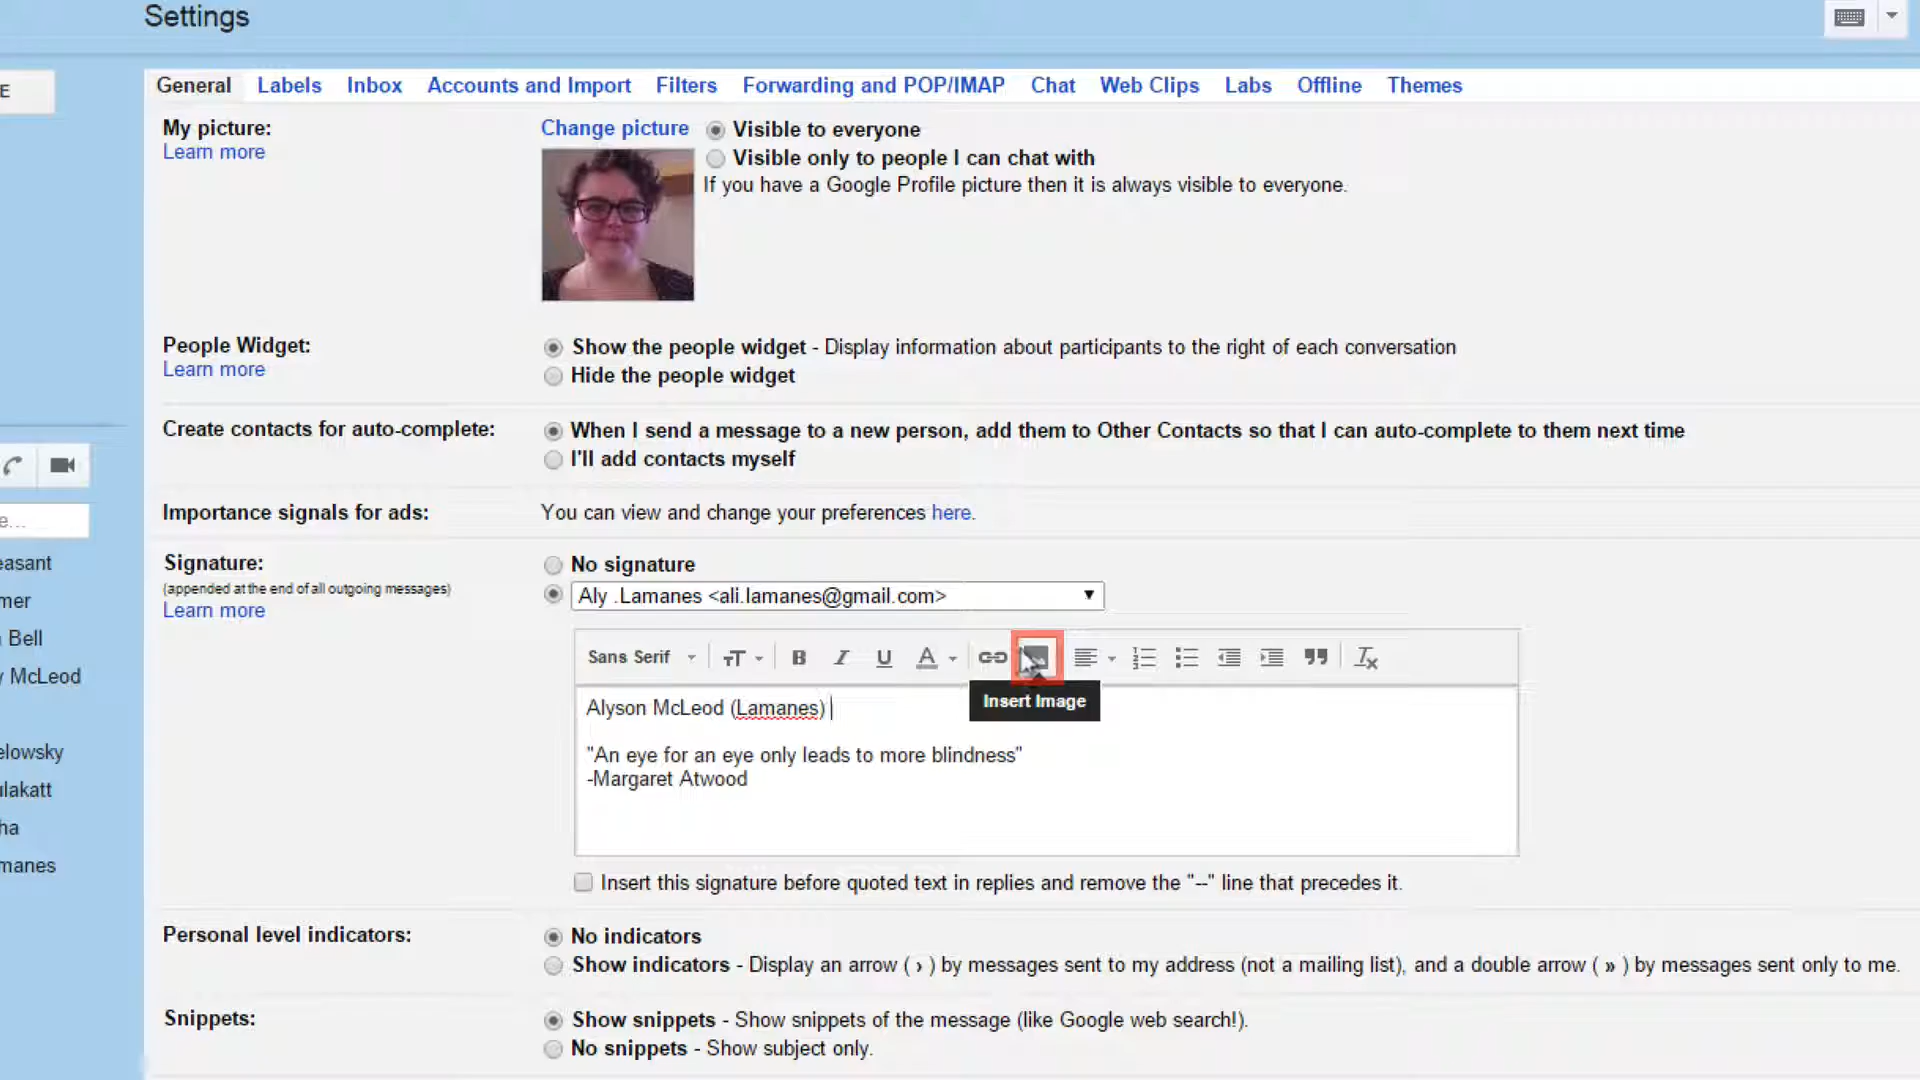 Settings
E
General Labels Inbox Accounts and Import Filters Forwarding and POP/IMAP Chat Web Clips Labs Offline Themes
My picture:
Learn more
Change picture
Visible to everyone
Visible only to people I can chat with
If you have a Google Profile picture then it is always visible to everyone.
People Widget:
Learn more
Show the people widget - Display information about participants to the right of each conversation
Hide the people widget
Create contacts for auto-complete:
When I send a message to a new person, add them to Other Contacts so that I can auto-complete to them next time
I'll add contacts myself
Importance signals for ads:
You can view and change your preferences here.
e...
easant
mer
Bell
y McLeod
elowsky
ulakatt
ha
manes
Signature:
(appended at the end of all outgoing messages)
Learn more
No signature
Aly .Lamanes <ali.lamanes@gmail.com>
Sans Serif
Insert Image
Alyson McLeod (Lamanes)
"An eye for an eye only leads to more blindness"
-Margaret Atwood
Insert this signature before quoted text in replies and remove the "--" line that precedes it.
Personal level indicators:
No indicators
Show indicators - Display an arrow ( › ) by messages sent to my address (not a mailing list), and a double arrow ( » ) by messages sent only to me.
Snippets:
Show snippets - Show snippets of the message (like Google web search!).
No snippets - Show subject only.